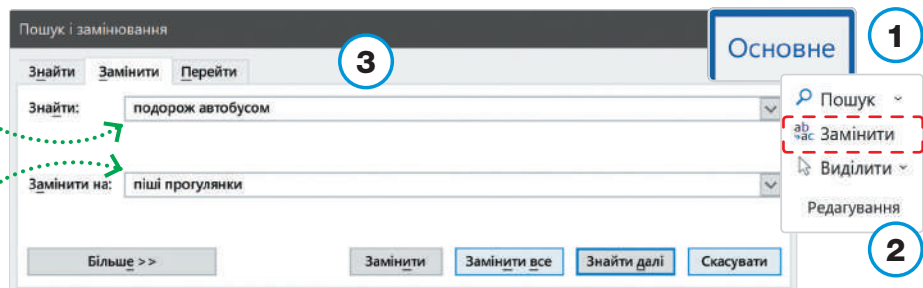 Пошук і замінювання
Основне
1
3
Знайти Замінити Перейти
Знайти: подорож автобусом
Пошук
Замінити
Виділити
Замінити на: піші прогулянки
Редагування
2
Більше >> Замінити Замінити все Знайти далі Скасувати